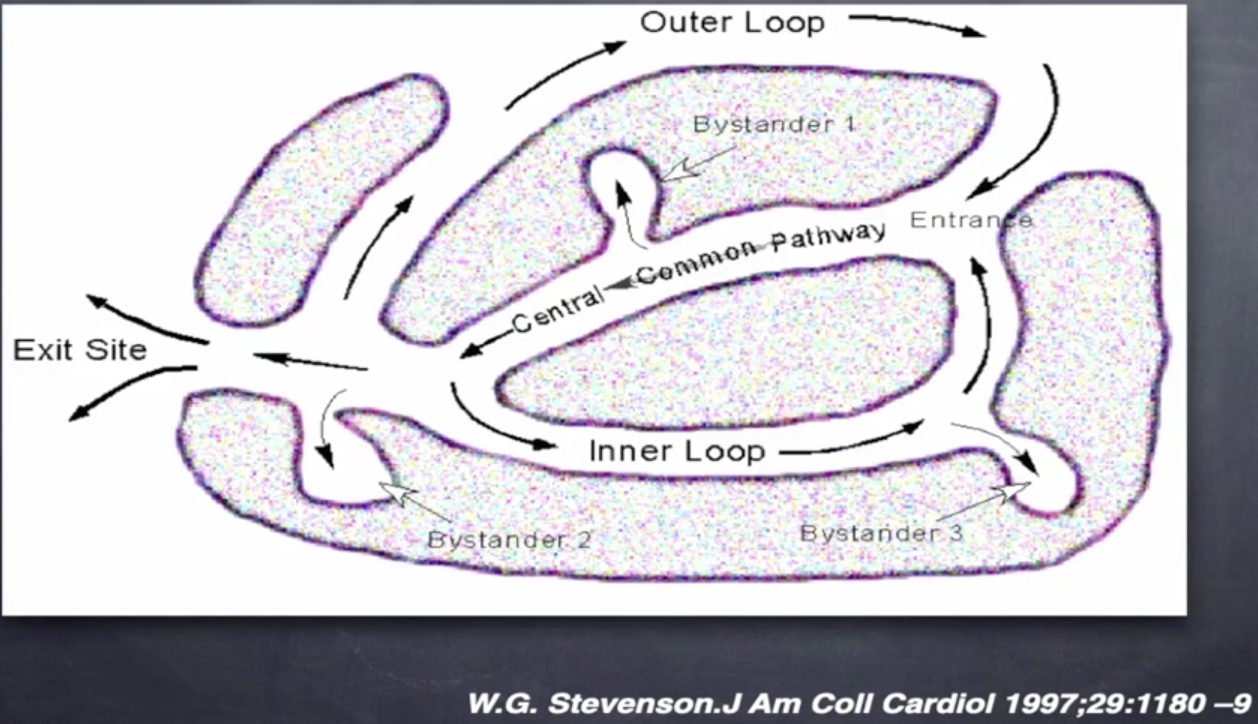 Outer Loop
Bystander 1
Entrance
Central Common Pathway
Exit Site
Inner Loop
Bystander 2
Bystander 3
W.G. Stevenson.J Am Coll Cardiol 1997;29:1180 –9